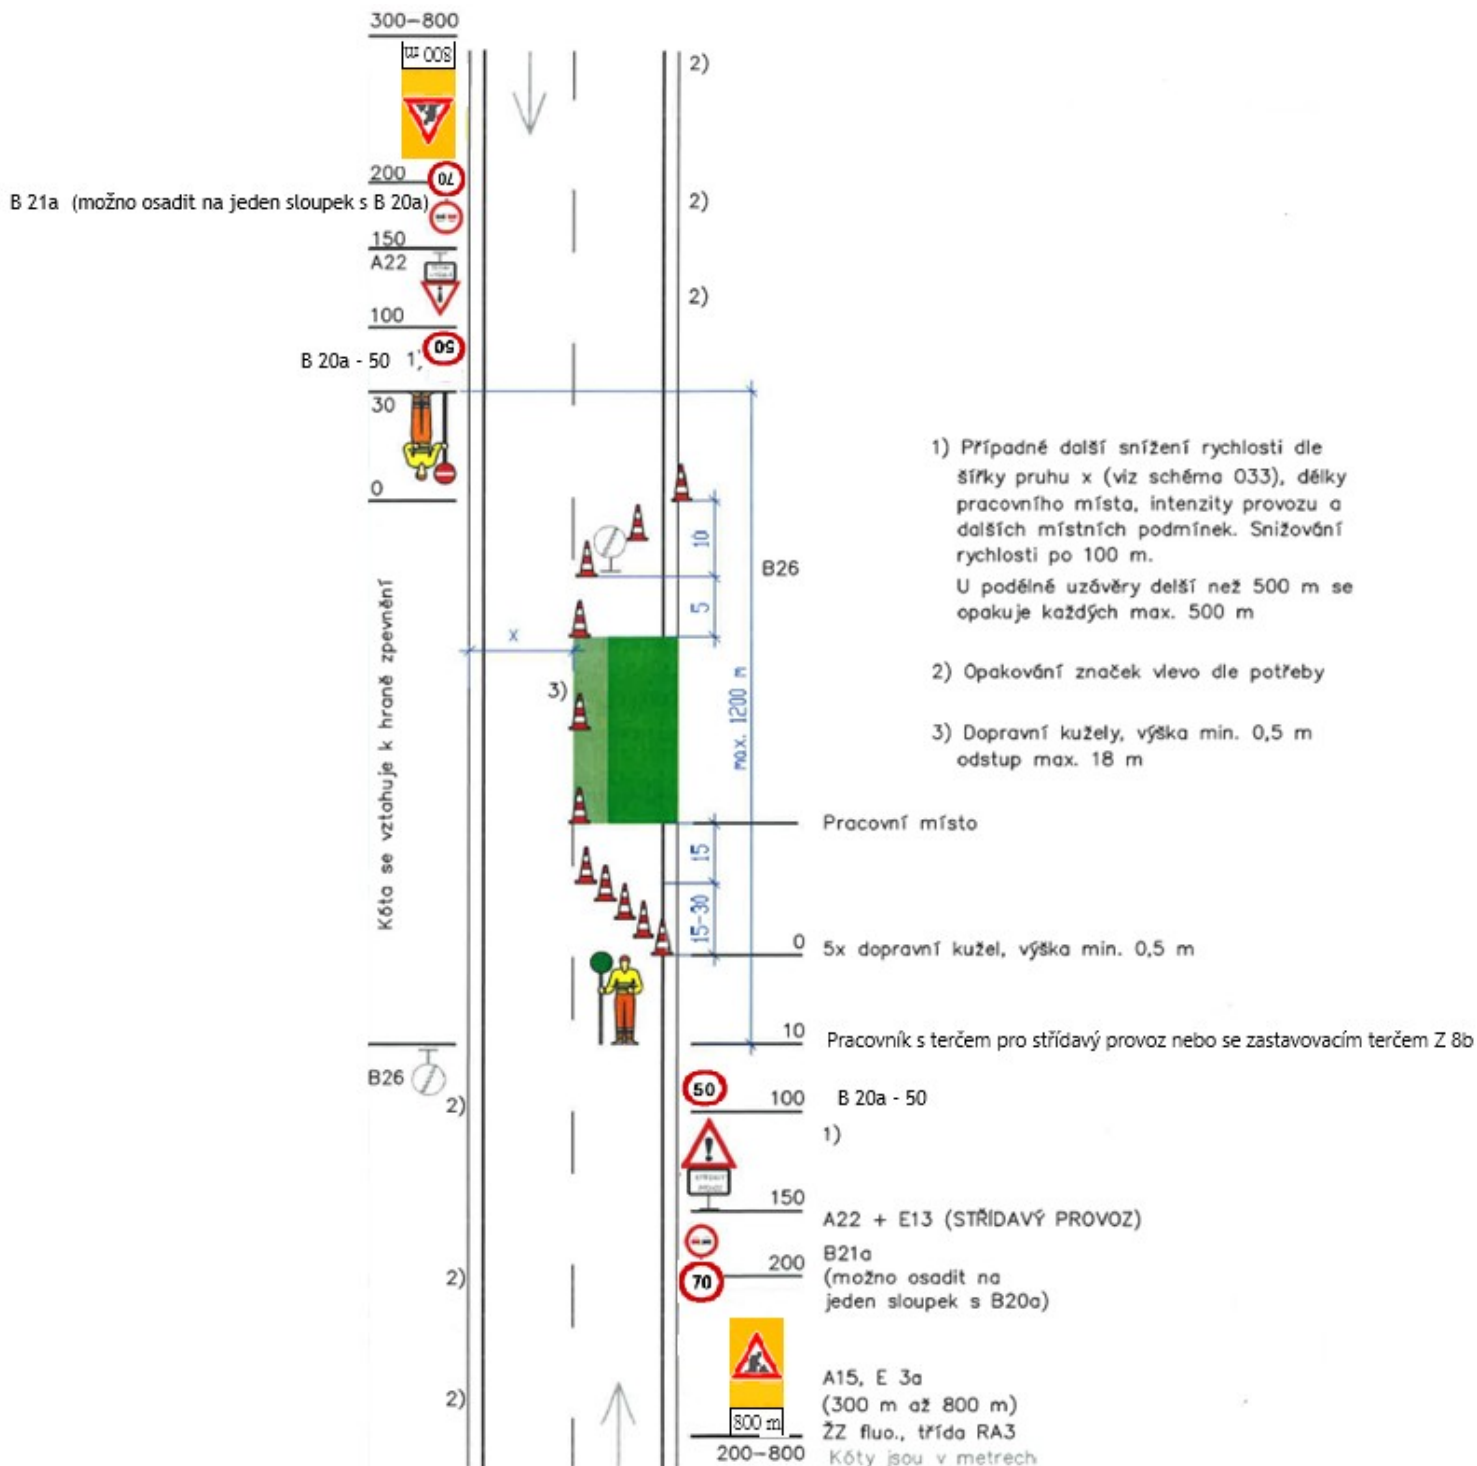 300–800
800 m
2)
200
70
B 21a (možno osadit na jeden sloupek s B 20a)
2)
150
A22
2)
100
B 20a - 50 1)
50
30
0
10
B26
5
x
3)
max. 1200 m
Kóta se vztahuje k hraně zpevnění
1) Případné další snížení rychlosti dle
šířky pruhu x (viz schéma 033), délky
pracovního místa, intenzity provozu a
dalších místních podmínek. Snižování
rychlosti po 100 m.
U podélné uzávěry delší než 500 m se
opakuje každých max. 500 m
2) Opakování značek vlevo dle potřeby
3) Dopravní kužely, výška min. 0,5 m
odstup max. 18 m
Pracovní místo
15
15–30
0
5x dopravní kužel, výška min. 0,5 m
10
Pracovník s terčem pro střídavý provoz nebo se zastavovacím terčem Z 8b
B26
2)
50
100
B 20a - 50
1)
STŘÍDAVÝ
PROVOZ
150
A22 + E13 (STŘÍDAVÝ PROVOZ)
2)
70
200
B21a
(možno osadit na
jeden sloupek s B20a)
2)
800 m
A15, E 3a
(300 m až 800 m)
ŽZ fluo., třída RA3
200–800
Kóty jsou v metrech